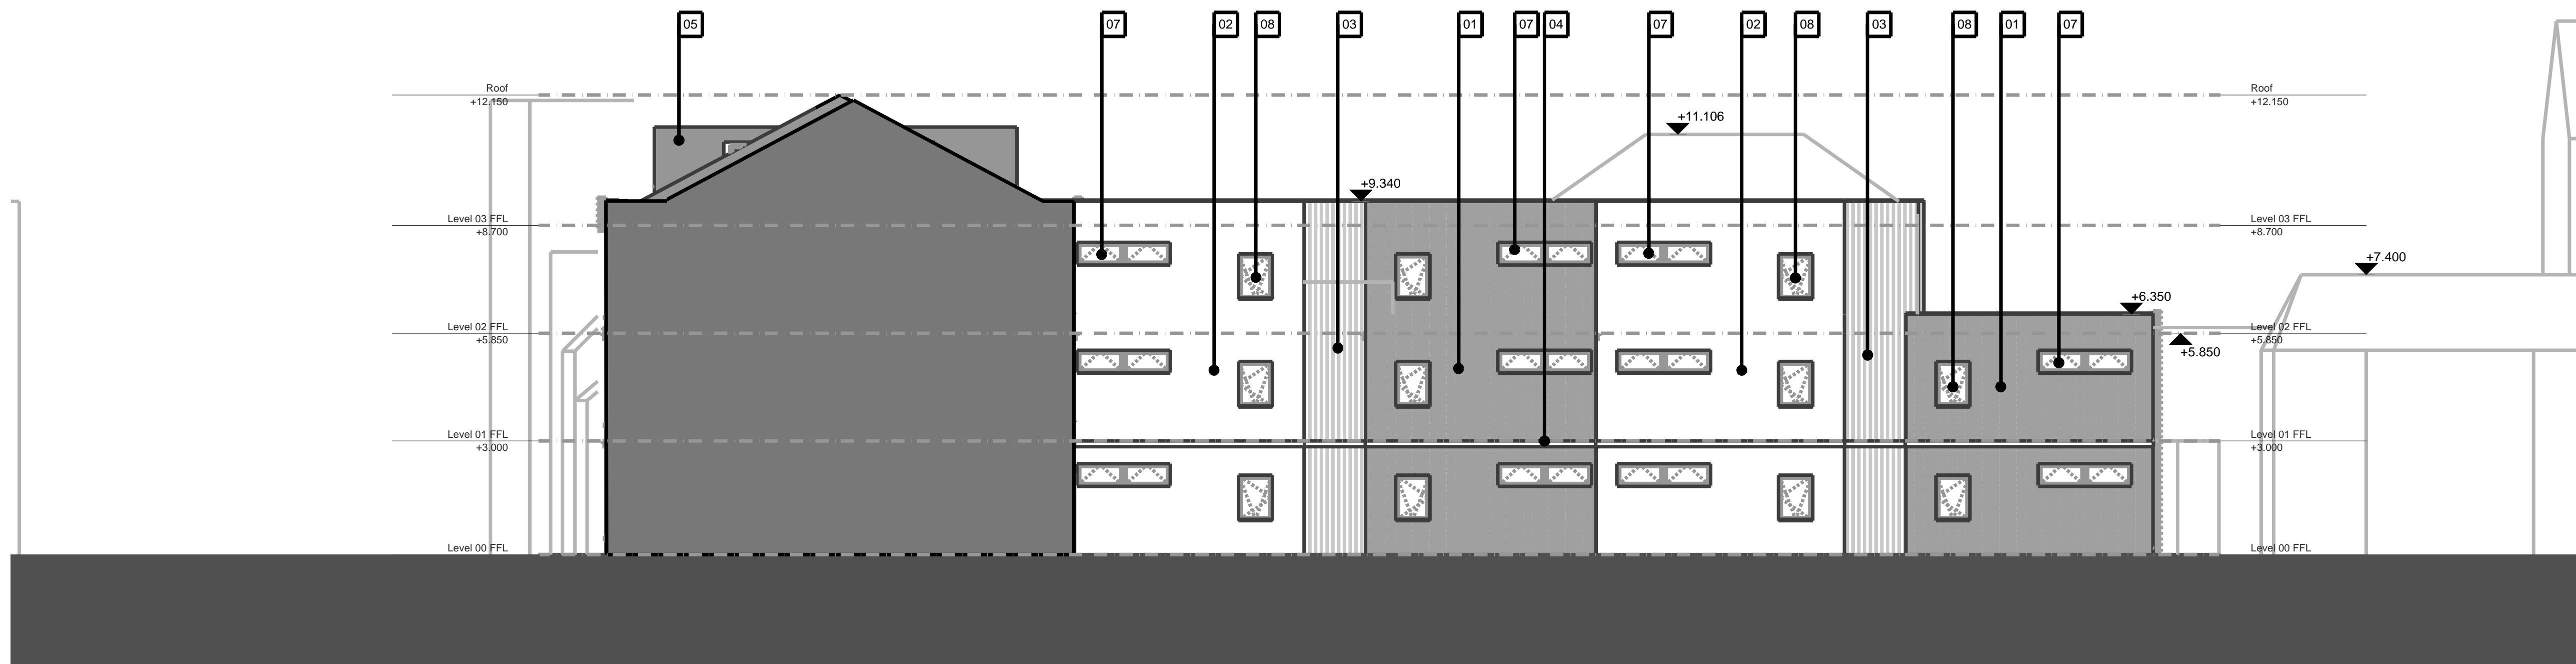 05 07 02 08 03 01 07 04 07 02 08 03 08 01 07
Roof
+12.150
Roof
+12.150
+11.106
+9.340
Level 03 FFL
+8.700
Level 03 FFL
+8.700
+7.400
+6.350
Level 02 FFL
+5.850
Level 02 FFL
+5.850
+5.850
Level 01 FFL
+3.000
Level 01 FFL
+3.000
Level 00 FFL
Level 00 FFL